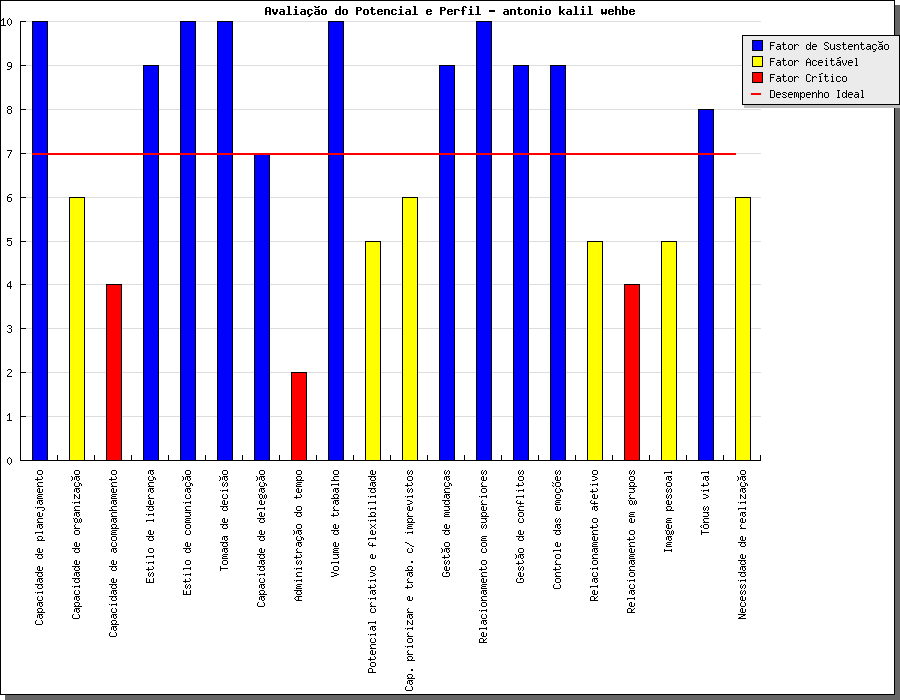 Avaliação do Potencial e Perfil - antonio kalil wehbe
Fator de Sustentação
Fator Aceitável
Fator Crítico
Desempenho Ideal
10
9
8
7
6
5
4
3
2
1
0
Capacidade de planejamento
Capacidade de organização
Capacidade de acompanhamento
Estilo de liderança
Estilo de comunicação
Tomada de decisão
Capacidade de delegação
Administração do tempo
Volume de trabalho
Potencial criativo e flexibilidade
Cap. priorizar e trab. c/ imprevistos
Gestão de mudanças
Relacionamento com superiores
Gestão de conflitos
Controle das emoções
Relacionamento afetivo
Relacionamento em grupos
Imagem pessoal
Tônus vital
Necessidade de realização